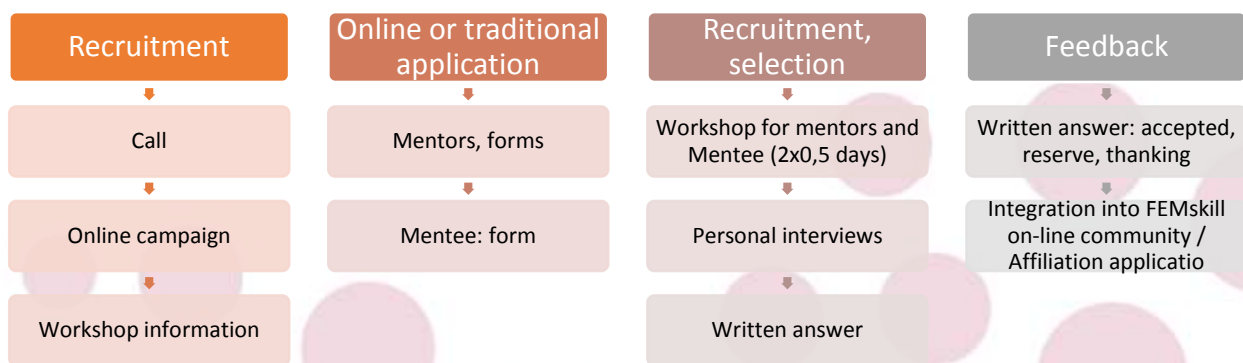 Recruitment
Call
Online campaign
Workshop information
Online or traditional
application
Mentors, forms
Mentee: form
Recruitment,
selection
Workshop for mentors and
Mentee (2x0,5 days)
Personal interviews
Written answer
Feedback
Written answer: accepted,
reserve, thanking
Integration into FEMskill
on-line community /
Affiliation applicatio